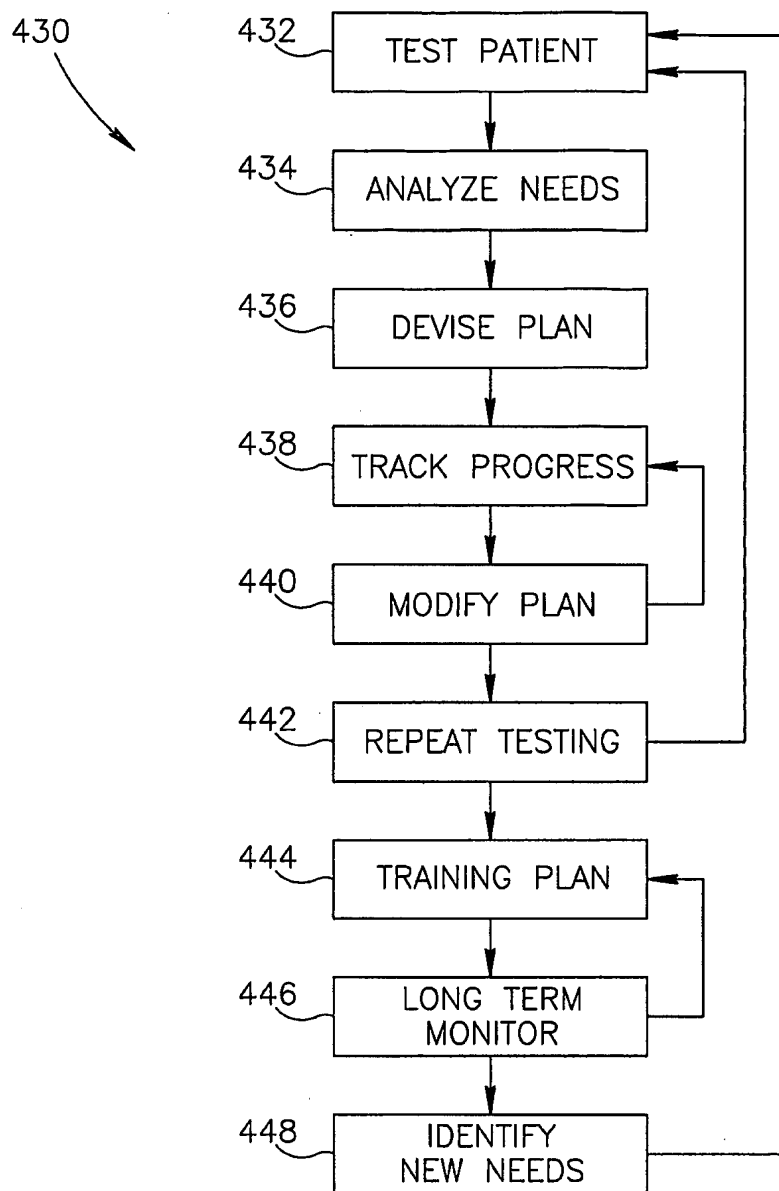 430
432
TEST PATIENT
434
ANALYZE NEEDS
436
DEVISE PLAN
438
TRACK PROGRESS
440
MODIFY PLAN
442
REPEAT TESTING
444
TRAINING PLAN
446
LONG TERM
MONITOR
448
IDENTIFY
NEW NEEDS